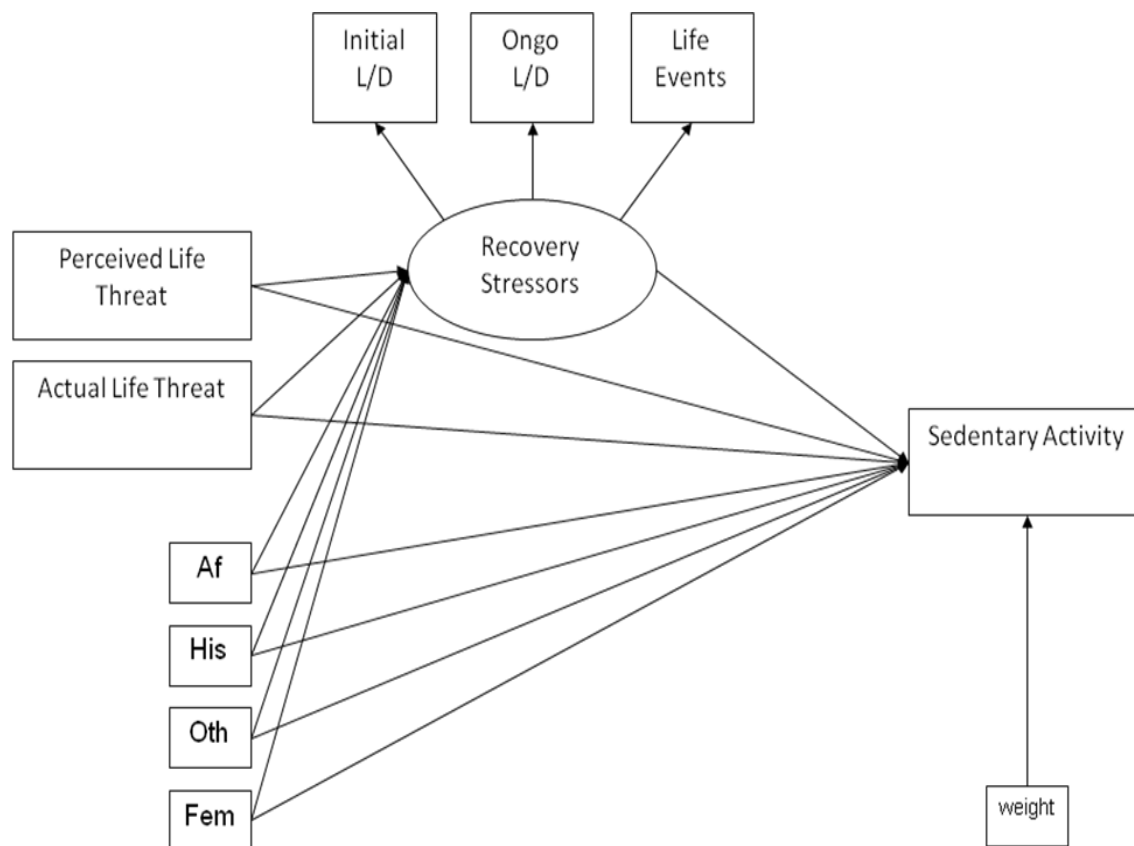 Initial
L/D
Ongo
L/D
Life
Events
Recovery
Stressors
Perceived Life
Threat
Actual Life Threat
Sedentary Activity
Af
His
Oth
Fem
weight